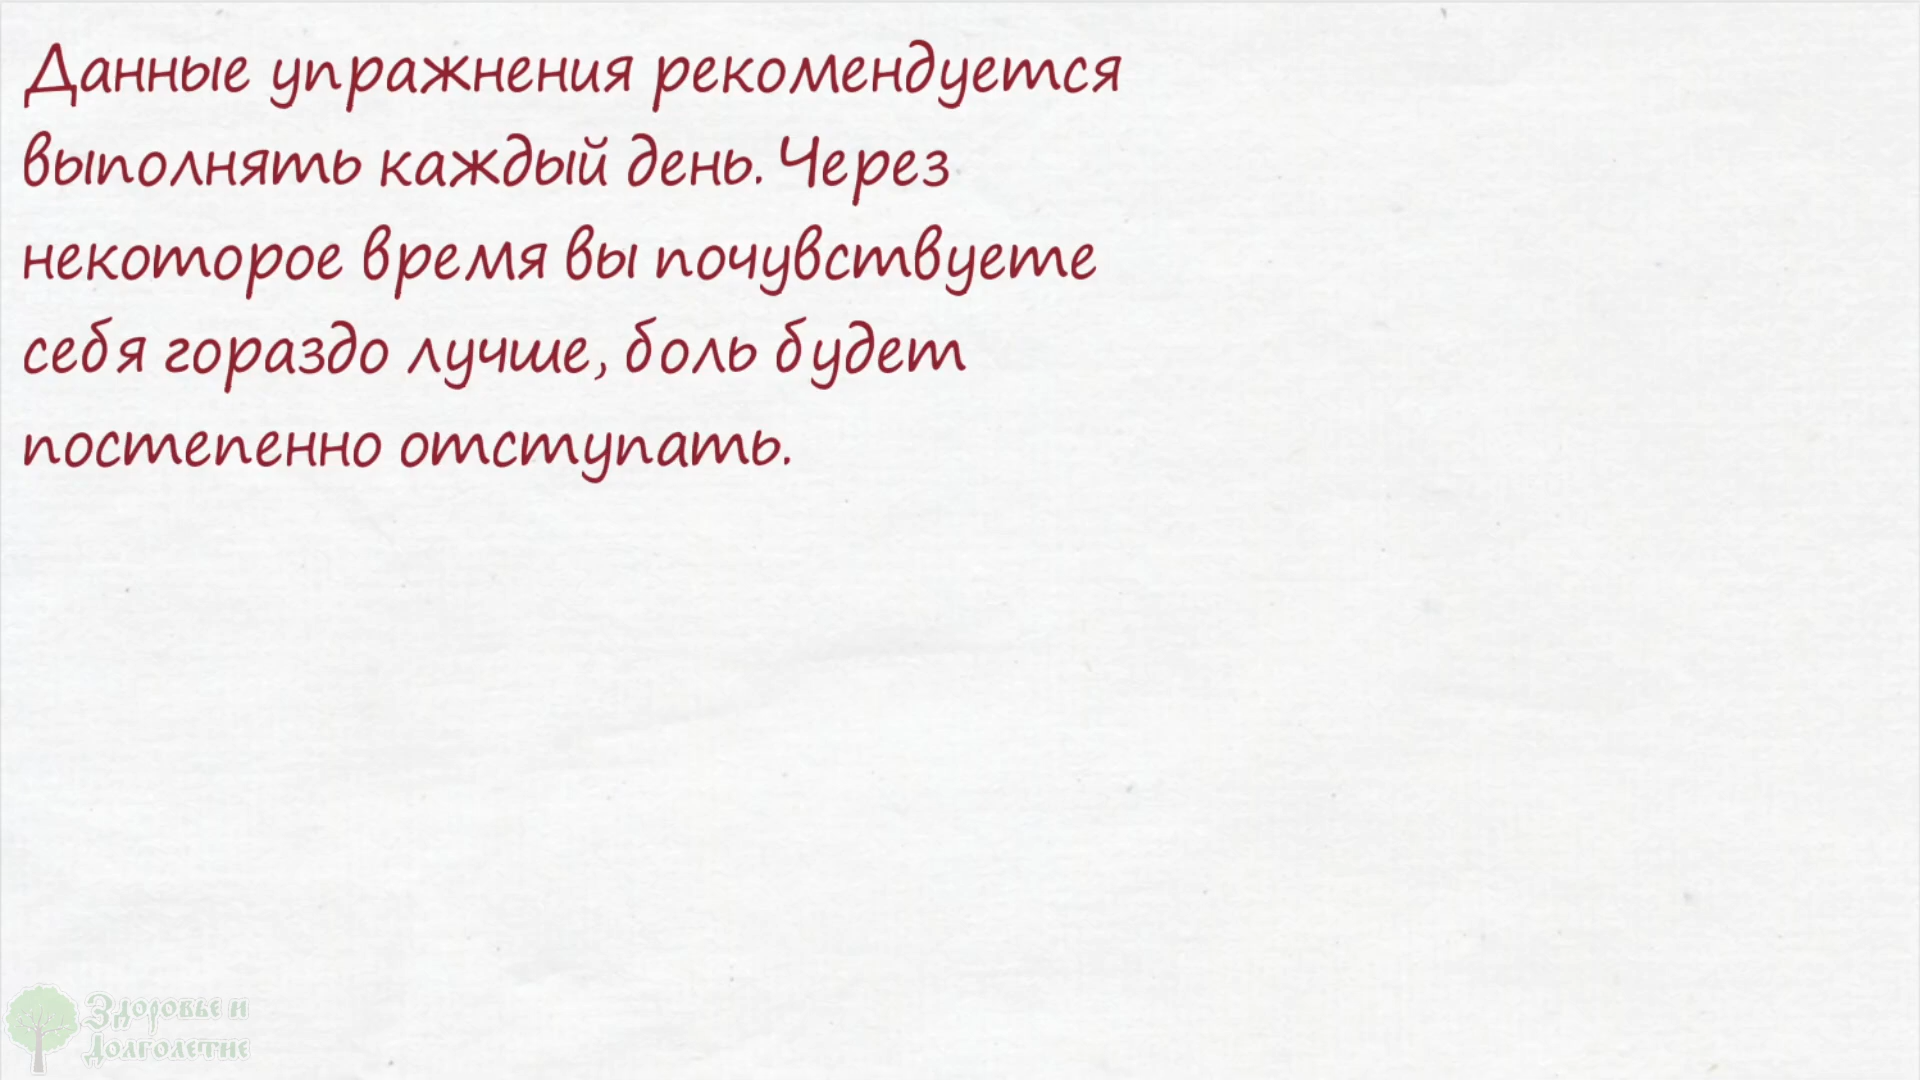 Данные упражнения рекомендуется
выполнять каждый день. Через
некоторое время вы почувствуете
себя гораздо лучше, боль будет
постепенно отступать.
Здоровье и
Долголетие